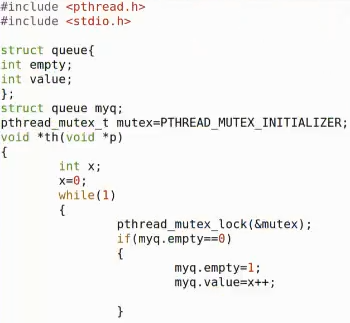 #include <pthread.h>
#include <stdio.h>

struct queue{
int empty;
int value;
};
struct queue myq;
pthread_mutex_t mutex=PTHREAD_MUTEX_INITIALIZER;
void *th(void *p)
{
        int x;
        x=0;
        while(1)
        {
                pthread_mutex_lock(&mutex);
                if(myq.empty==0)
                {
                        myq.empty=1;
                        myq.value=x++;

                }